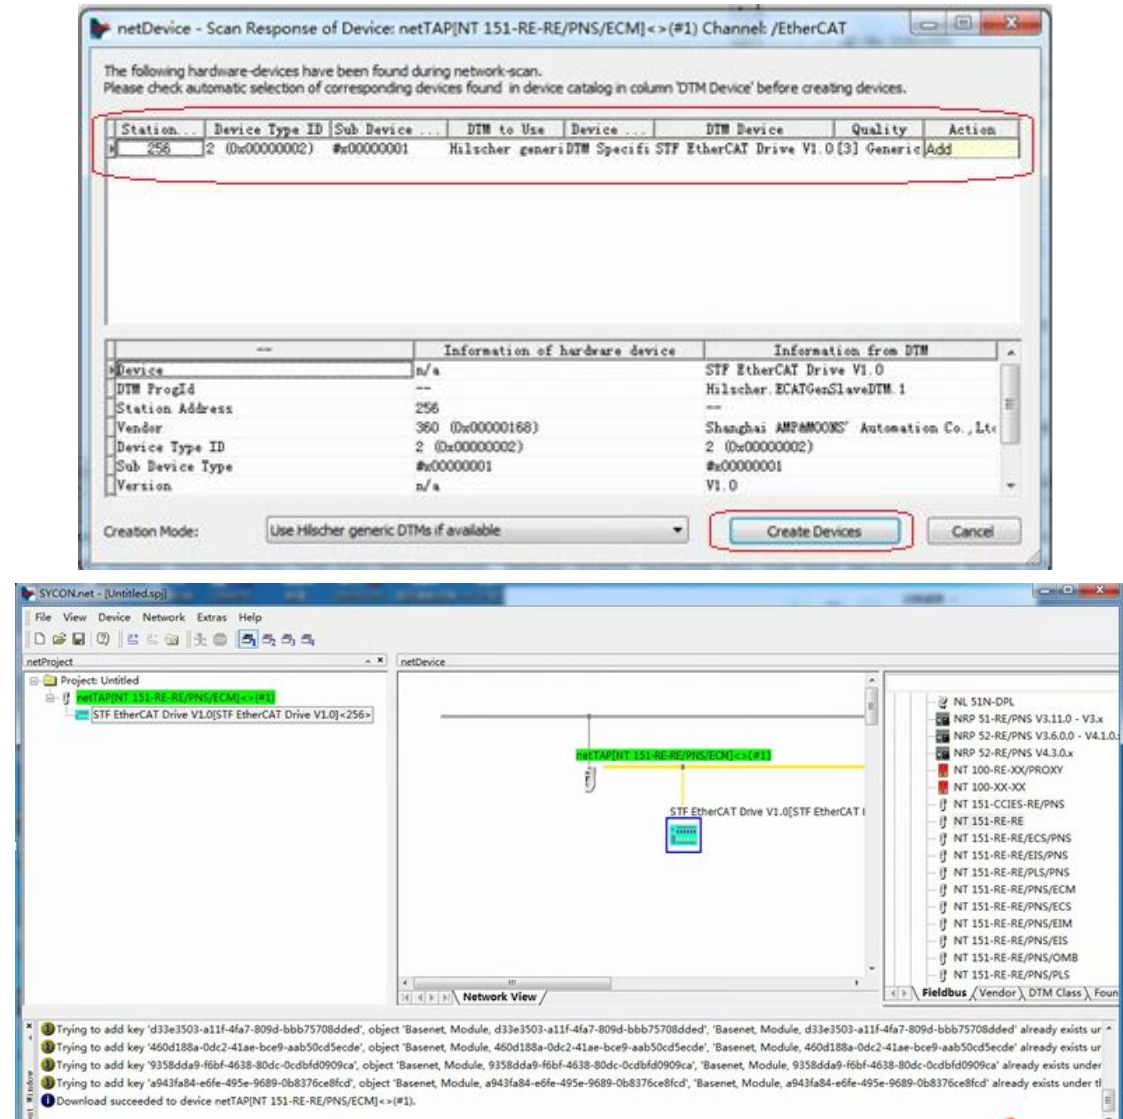 netDevice - Scan Response of Device: netTAP[NT 151-RE-RE/PNS/ECM]<>(#1) Channel: /EtherCAT
The following hardware-devices have been found during network-scan.
Please check automatic selection of corresponding devices found in device catalog in column 'DTM Device' before creating devices.
Station... Device Type ID Sub Device ... DTM to Use Device ... DTM Device Quality Action
256 2 (0x00000002) #x00000001 Hilscher generi DTM Specifi STF EtherCAT Drive V1.0 [3] Generic Add
-- Information of hardware device Information from DTM
Device n/a STF EtherCAT Drive V1.0
DTM ProgId -- Hilscher.ECATGenSlaveDTM.1
Station Address 256 --
Vendor 360 (0x00000168) Shanghai AMP&MOONS' Automation Co.,Ltc
Device Type ID 2 (0x00000002) 2 (0x00000002)
Sub Device Type #x00000001 #x00000001
Version n/a V1.0
Creation Mode: Use Hilscher generic DTMs if available Create Devices Cancel
SYCON.net - [Untitled.spj]
File View Device Network Extras Help
netProject
netDevice
Project: Untitled
netTAP[NT 151-RE-RE/PNS/ECM]<>(#1)
STF EtherCAT Drive V1.0[STF EtherCAT Drive V1.0]<256>
netTAP[NT 151-RE-RE/PNS/ECM]<>(#1)
STF EtherCAT Drive V1.0[STF EtherCAT I
NL 51N-DPL
NRP 51-RE/PNS V3.11.0 - V3.x
NRP 52-RE/PNS V3.6.0.0 - V4.1.0.
NRP 52-RE/PNS V4.3.0.x
NT 100-RE-XX/PROXY
NT 100-XX-XX
NT 151-CCIES-RE/PNS
NT 151-RE-RE
NT 151-RE-RE/ECS/PNS
NT 151-RE-RE/EIS/PNS
NT 151-RE-RE/PLS/PNS
NT 151-RE-RE/PNS/ECM
NT 151-RE-RE/PNS/ECS
NT 151-RE-RE/PNS/EIM
NT 151-RE-RE/PNS/EIS
NT 151-RE-RE/PNS/OMB
NT 151-RE-RE/PNS/PLS
Network View
Fieldbus Vendor DTM Class Foun
Trying to add key 'd33e3503-a11f-4fa7-809d-bbb75708dded', object 'Basenet, Module, d33e3503-a11f-4fa7-809d-bbb75708dded', 'Basenet, Module, d33e3503-a11f-4fa7-809d-bbb75708dded' already exists ur
Trying to add key '460d188a-0dc2-41ae-bce9-aab50cd5ecde', object 'Basenet, Module, 460d188a-0dc2-41ae-bce9-aab50cd5ecde', 'Basenet, Module, 460d188a-0dc2-41ae-bce9-aab50cd5ecde' already exists ur
Trying to add key '9358dda9-f6bf-4638-80dc-0cdbfd0909ca', object 'Basenet, Module, 9358dda9-f6bf-4638-80dc-0cdbfd0909ca', 'Basenet, Module, 9358dda9-f6bf-4638-80dc-0cdbfd0909ca' already exists under
Trying to add key 'a943fa84-e6fe-495e-9689-0b8376ce8fcd', object 'Basenet, Module, a943fa84-e6fe-495e-9689-0b8376ce8fcd', 'Basenet, Module, a943fa84-e6fe-495e-9689-0b8376ce8fcd' already exists under tl
Download succeeded to device netTAP[NT 151-RE-RE/PNS/ECM]<>(#1).